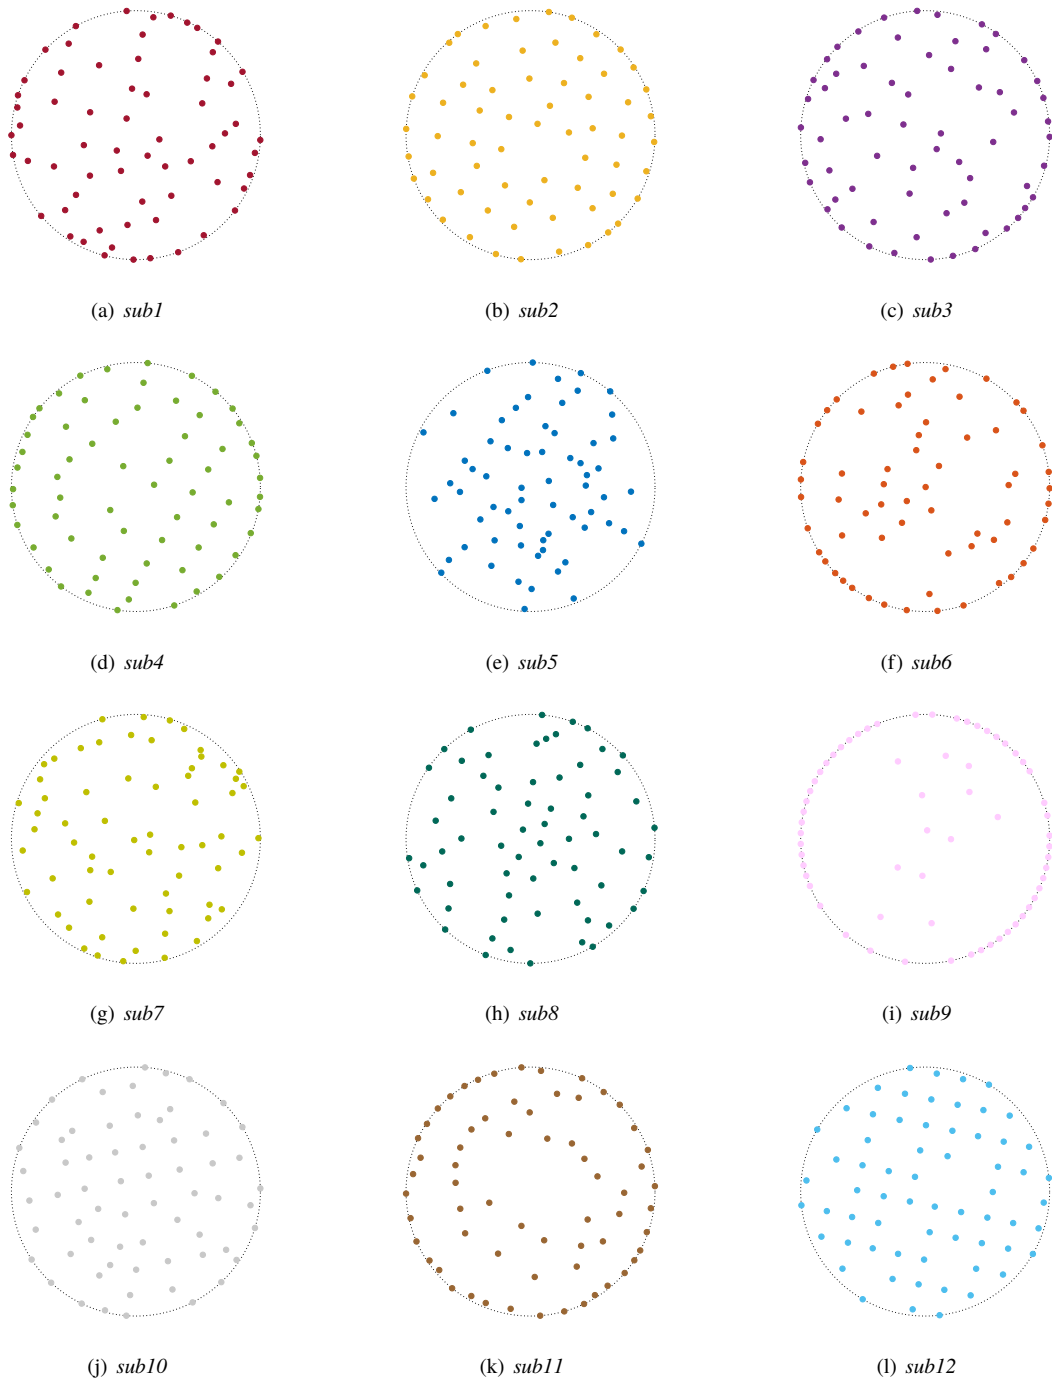 (a) sub1 (b) sub2 (c) sub3
(d) sub4 (e) sub5 (f) sub6
(g) sub7 (h) sub8 (i) sub9
(j) sub10 (k) sub11 (l) sub12